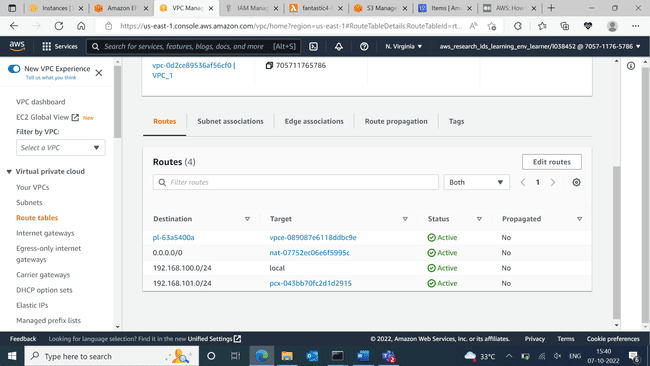 Instances |
Amazon EF
VPC Manag
IAM Manag
fantastic4-l
S3 Manage
Items | Am
AWS: How
https://us-east-1.console.aws.amazon.com/vpc/home?region=us-east-1#RouteTableDetails:RouteTableId=rt...
aws
Services
Search for services, features, blogs, docs, and more
[Alt+S]
N. Virginia
aws_research_ids_learning_env_learner/l038452 @ 7057-1176-5786
New VPC Experience
Tell us what you think
VPC dashboard
EC2 Global View
New
Filter by VPC:
Select a VPC
Virtual private cloud
Your VPCs
Subnets
Route tables
Internet gateways
Egress-only internet
gateways
Carrier gateways
DHCP option sets
Elastic IPs
Managed prefix lists
vpc-0d2ce89536af56cf0 |
VPC_1
705711765786
Routes
Subnet associations
Edge associations
Route propagation
Tags
Routes (4)
Edit routes
Filter routes
Both
1
Destination Target Status Propagated
pl-63a5400a vpce-089087e6118ddbc9e Active No
0.0.0.0/0 nat-07752ec06e6f5995c Active No
192.168.100.0/24 local Active No
192.168.101.0/24 pcx-043bb70fc2d1d2915 Active No
Feedback
Looking for language selection? Find it in the new Unified Settings
© 2022, Amazon Web Services, Inc. or its affiliates.
Privacy
Terms
Cookie preferences
Type here to search
33°C
ENG
15:40
07-10-2022